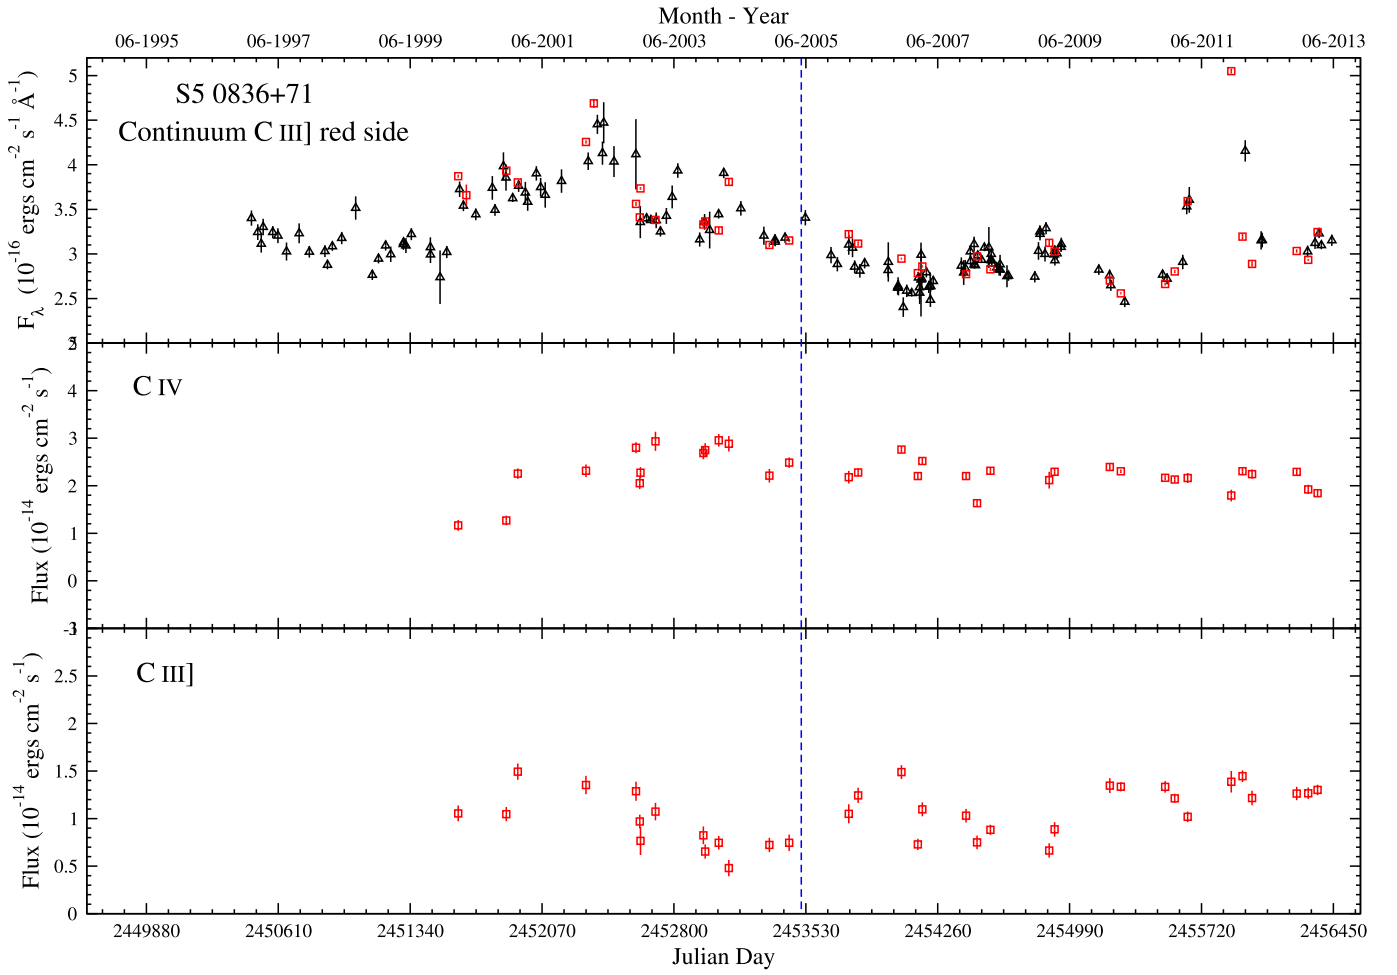 Month - Year
06-1995 06-1997 06-1999 06-2001 06-2003 06-2005 06-2007 06-2009 06-2011 06-2013
S5 0836+71
Continuum C III] red side
F_λ (10^-16 ergs cm^-2 s^-1 Å^-1)
5
4.5
4
3.5
3
2.5
2
C IV
Flux (10^-14 ergs cm^-2 s^-1)
5
4
3
2
1
0
-1
C III]
Flux (10^-14 ergs cm^-2 s^-1)
3
2.5
2
1.5
1
0.5
0
2449880 2450610 2451340 2452070 2452800 2453530 2454260 2454990 2455720 2456450
Julian Day